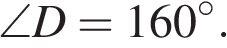 ∠D = 160°.